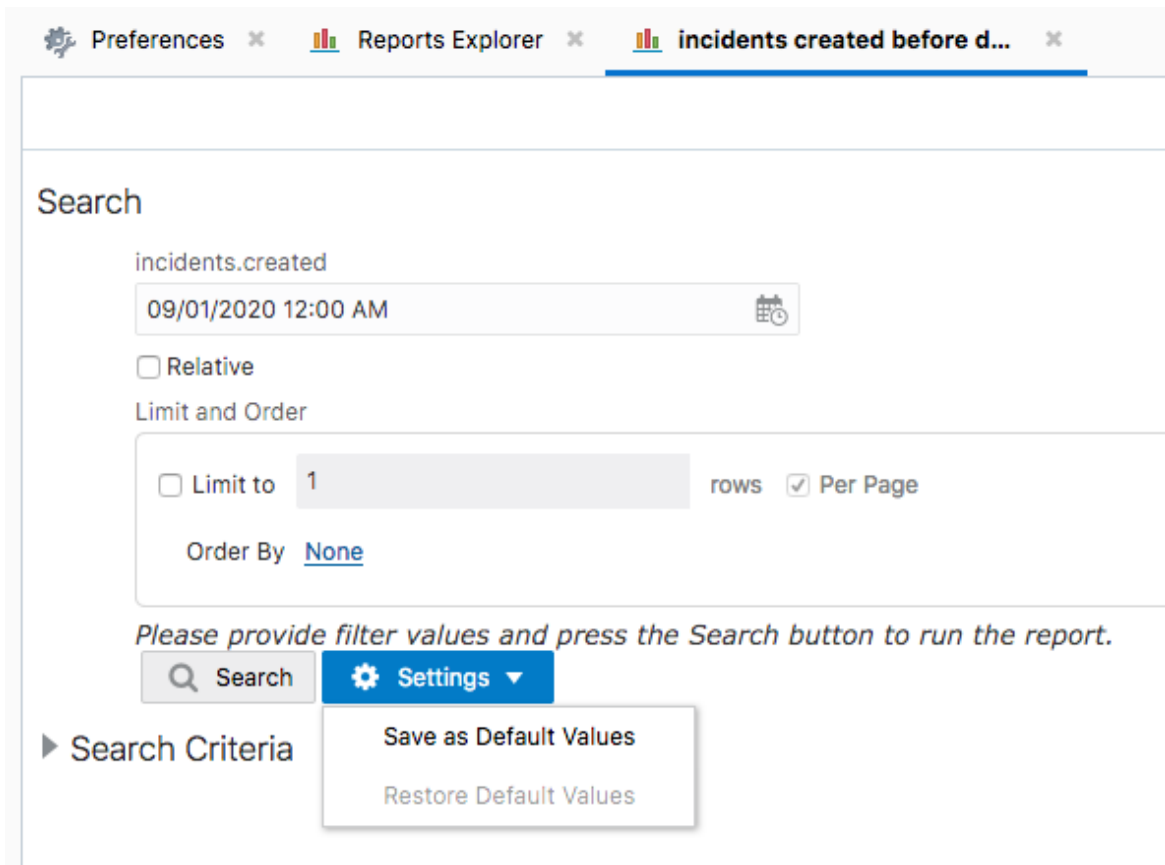 Preferences Reports Explorer incidents created before d...
Search
incidents.created
09/01/2020 12:00 AM
Relative
Limit and Order
Limit to 1 rows Per Page
Order By None
Please provide filter values and press the Search button to run the report.
Search Settings
Save as Default Values
Search Criteria
Restore Default Values